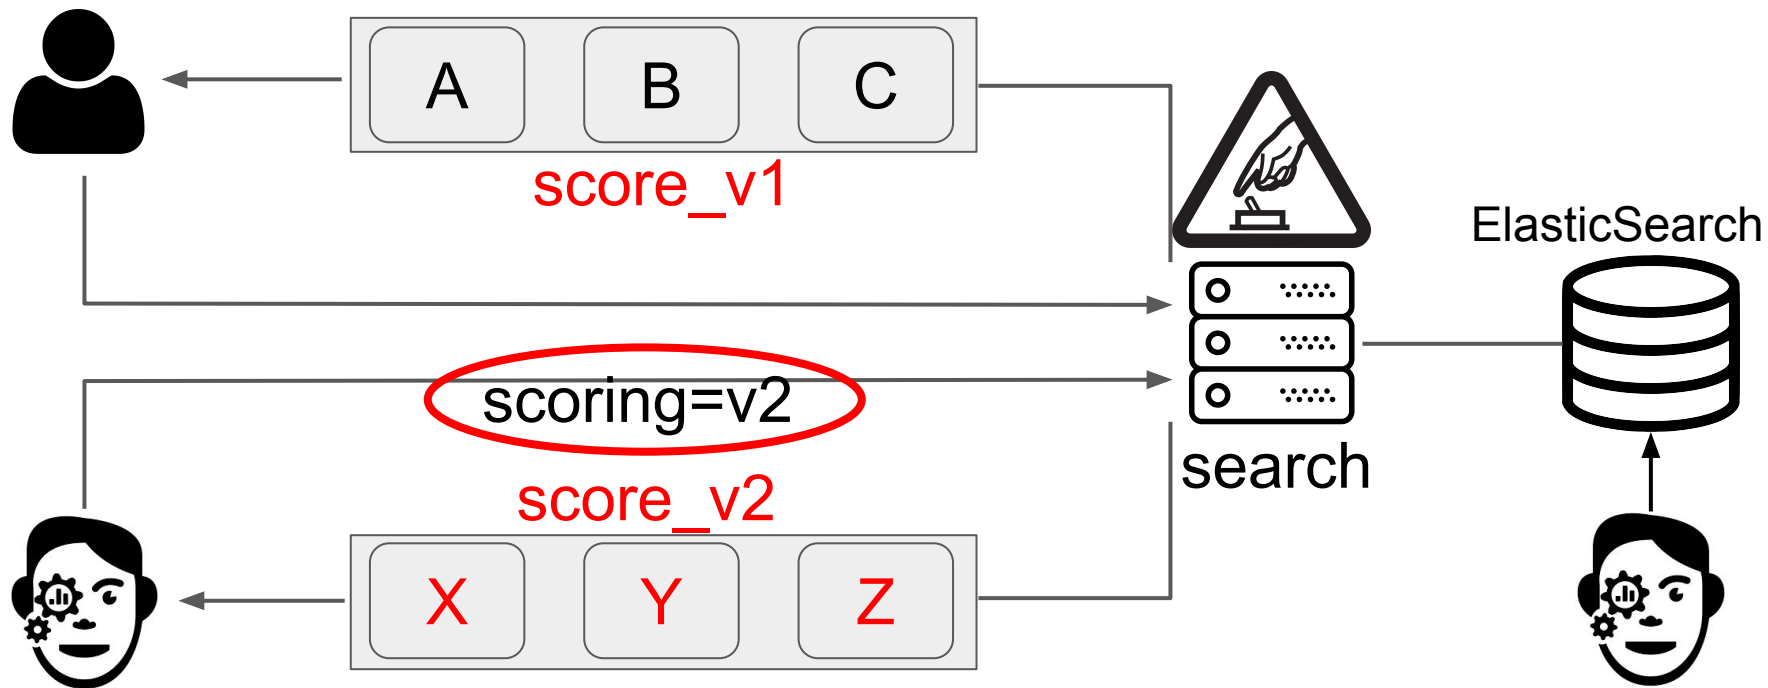 A B C
score_v1
ElasticSearch
scoring=v2
search
score_v2
X Y Z